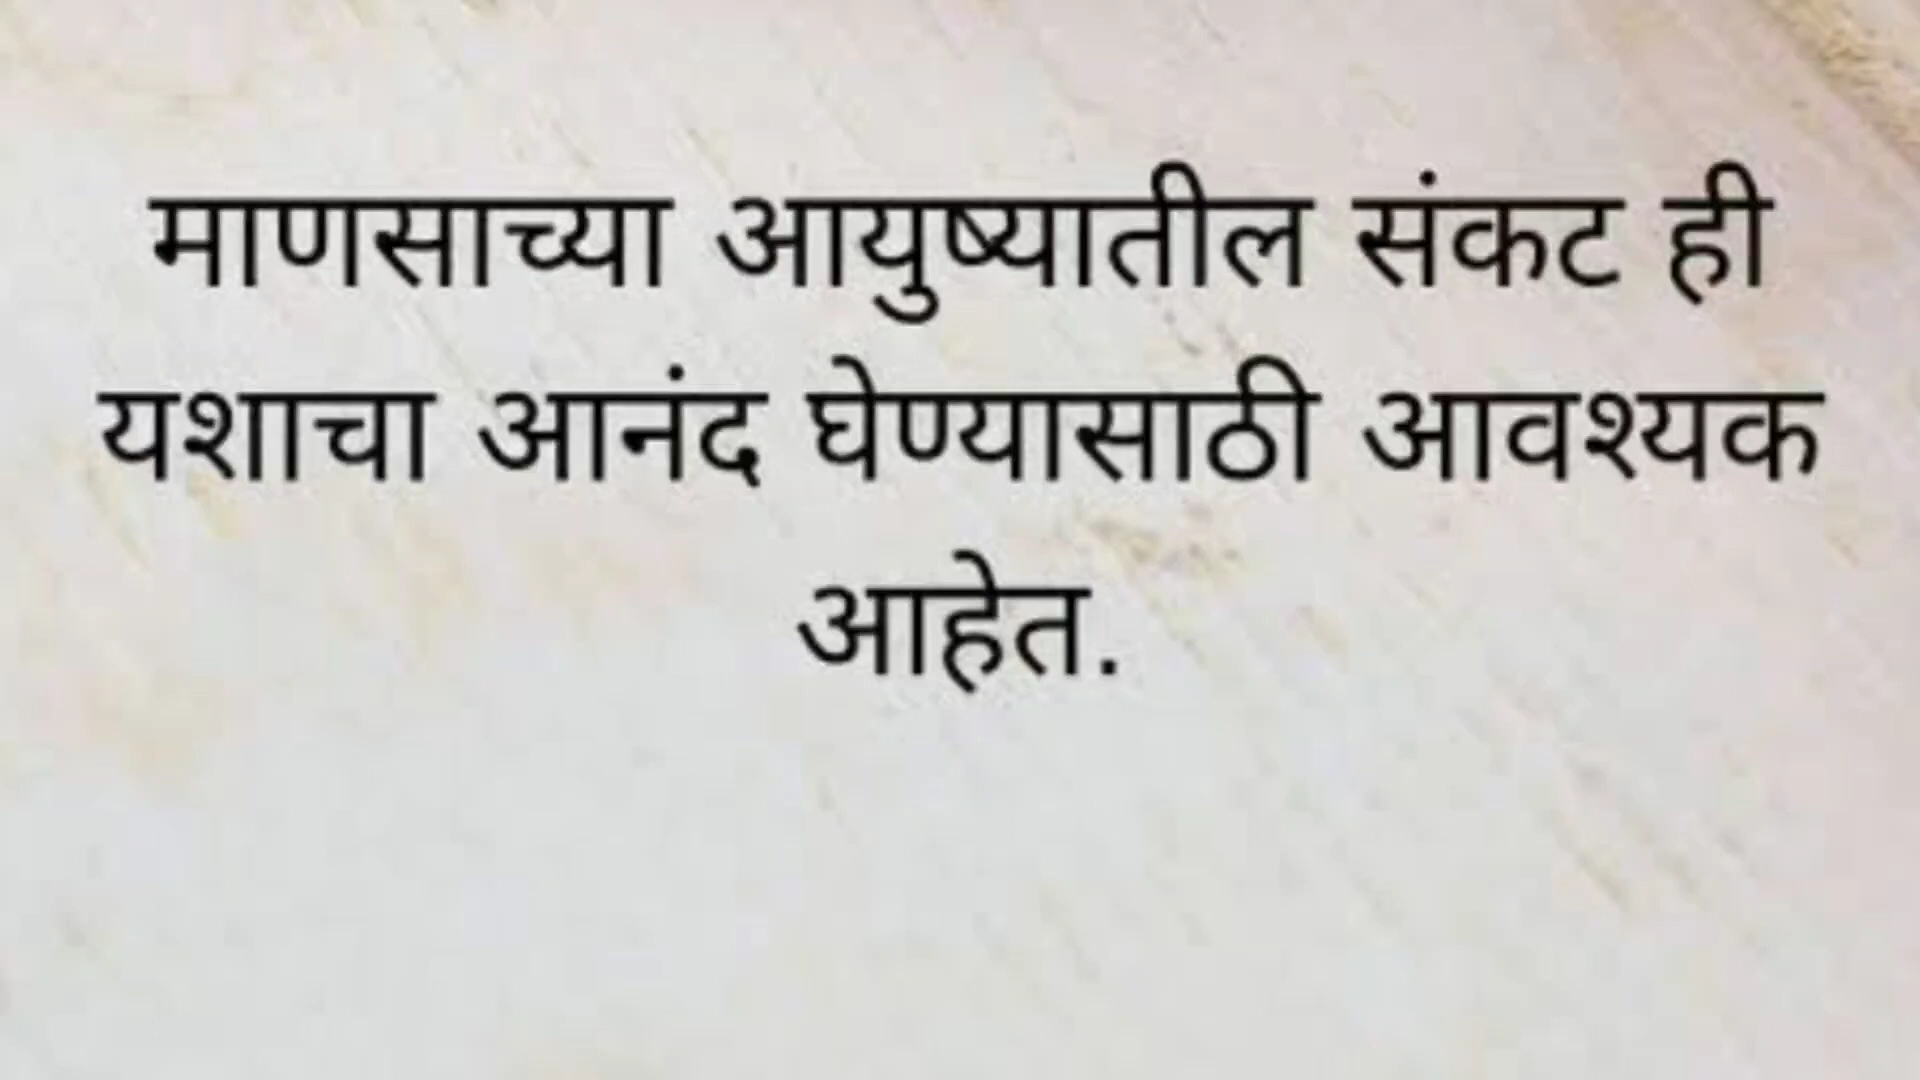 माणसाच्या आयुष्यातील संकट ही
यशाचा आनंद घेण्यासाठी आवश्यक
आहेत.